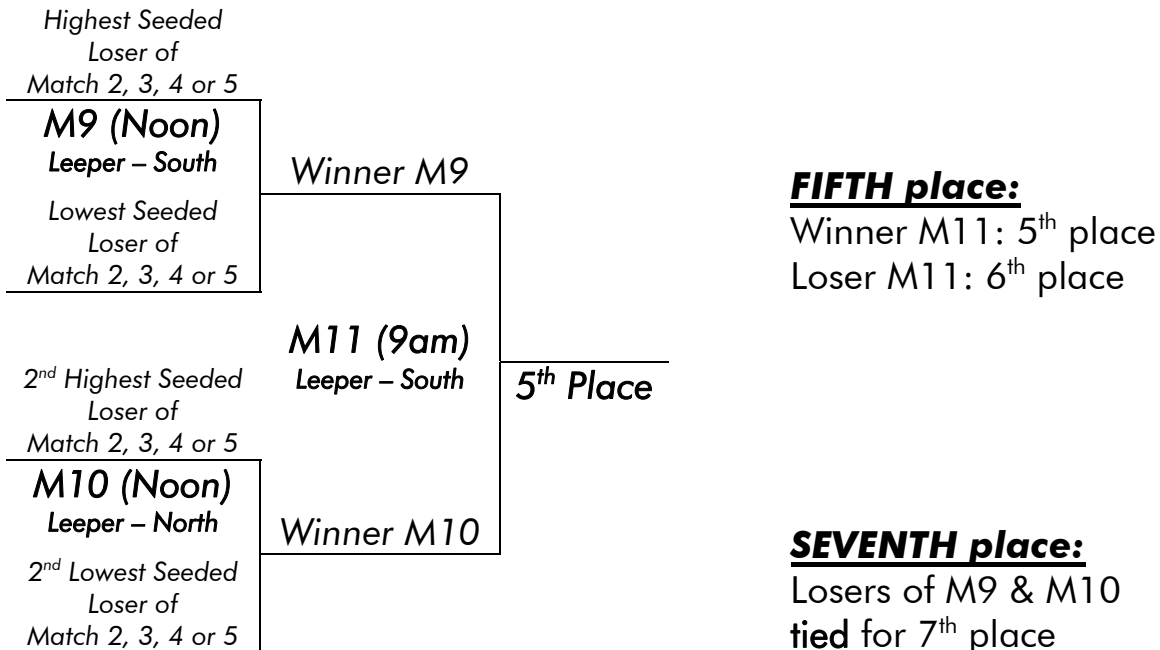 Highest Seeded
Loser of
Match 2, 3, 4 or 5
M9 (Noon)
Leeper – South
Winner M9
Lowest Seeded
Loser of
Match 2, 3, 4 or 5
M11 (9am)
Leeper – South
5th Place
2nd Highest Seeded
Loser of
Match 2, 3, 4 or 5
M10 (Noon)
Leeper – North
Winner M10
2nd Lowest Seeded
Loser of
Match 2, 3, 4 or 5
FIFTH place:
Winner M11: 5th place
Loser M11: 6th place
SEVENTH place:
Losers of M9 & M10
tied for 7th place